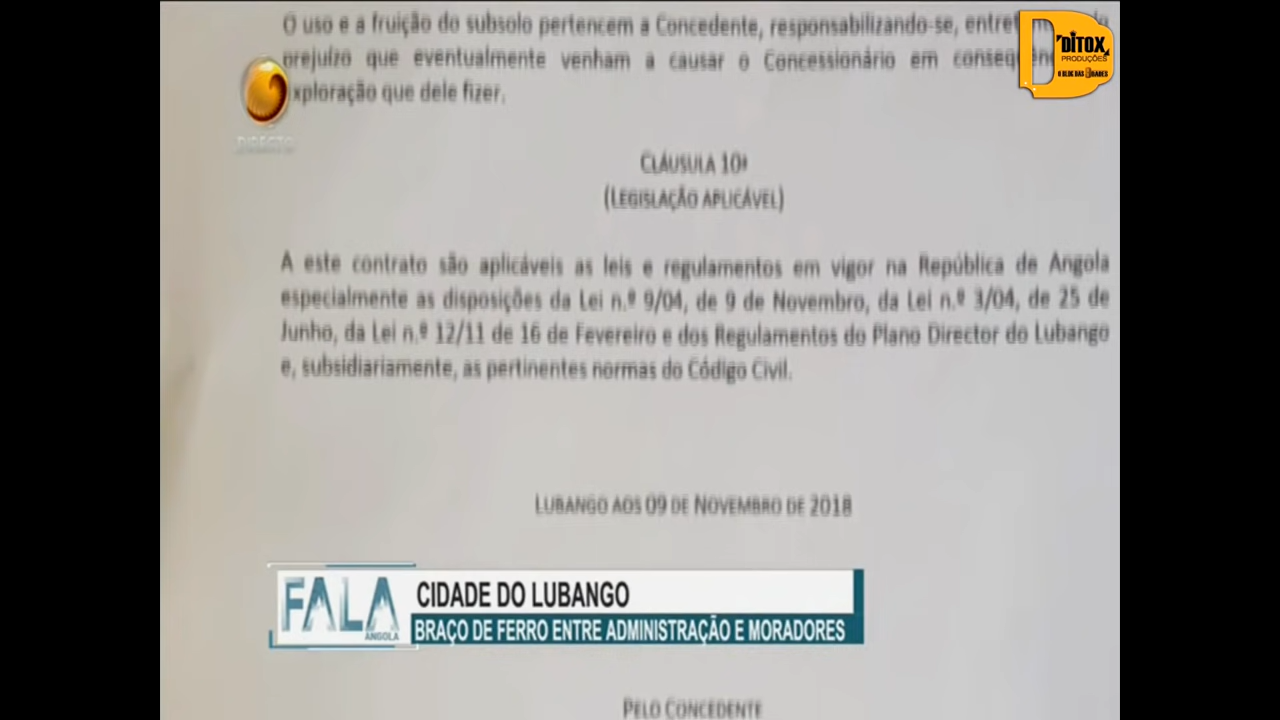 O uso e a fruição do subsolo pertencem a Concedente, responsabilizando-se,
prejuízo que eventualmente venham a causar o Concessionário em
xploração que dele fizer.
DITOX
PRODUÇÕES
O BLOG DAS BDADES
DIRECTO
CLÁUSULA 10ª
(LEGISLAÇÃO APLICÁVEL)
A este contrato são aplicáveis as leis e regulamentos em vigor na República de Angola
especialmente as disposições da Lei n.º 9/04, de 9 de Novembro, da Lei n.º 3/04, de 25 de
Junho, da Lei n.º 12/11 de 16 de Fevereiro e dos Regulamentos do Plano Director do Lubango
e, subsidiariamente, as pertinentes normas do Código Civil.
LUBANGO AOS 09 DE NOVEMBRO DE 2018
FALA
ANGOLA
CIDADE DO LUBANGO
BRAÇO DE FERRO ENTRE ADMINISTRAÇÃO E MORADORES
PELO CONCEDENTE